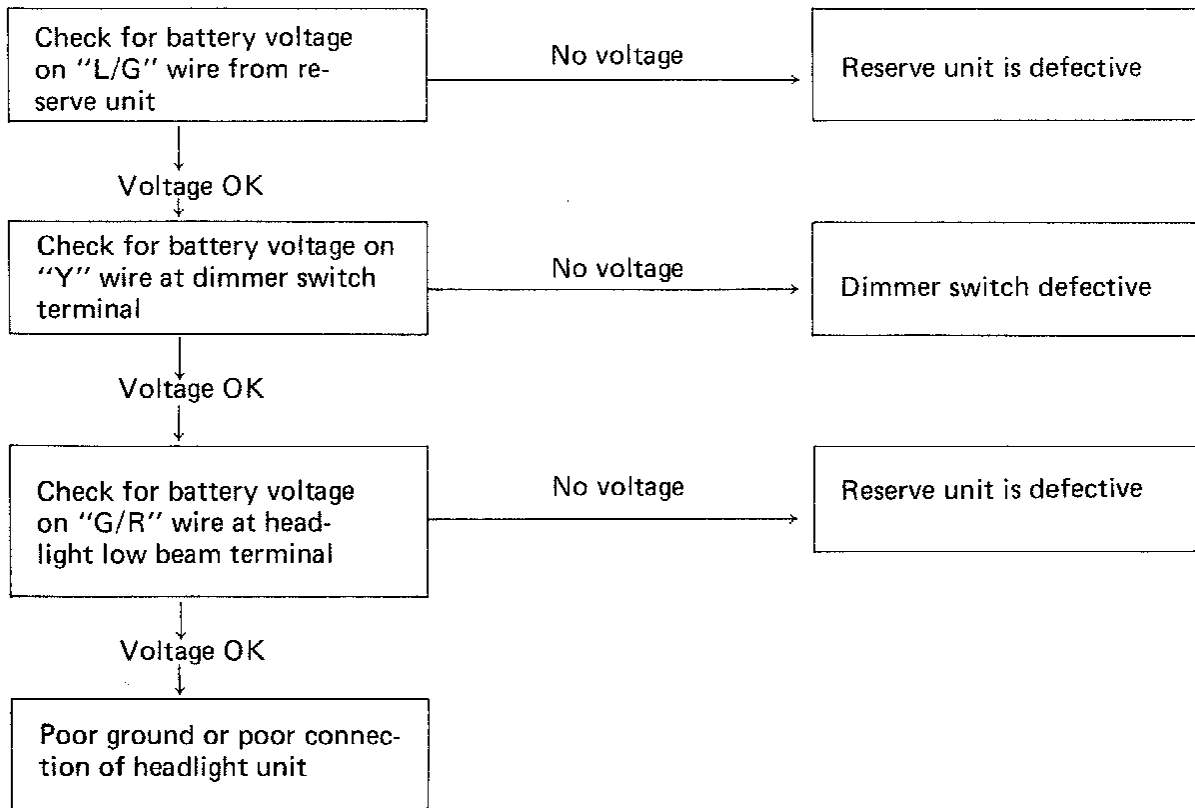 Check for battery voltage
on "L/G" wire from re-
serve unit
No voltage
Reserve unit is defective
Voltage OK
Check for battery voltage on
"Y" wire at dimmer switch
terminal
No voltage
Dimmer switch defective
Voltage OK
Check for battery voltage
on "G/R" wire at head-
light low beam terminal
No voltage
Reserve unit is defective
Voltage OK
Poor ground or poor connec-
tion of headlight unit